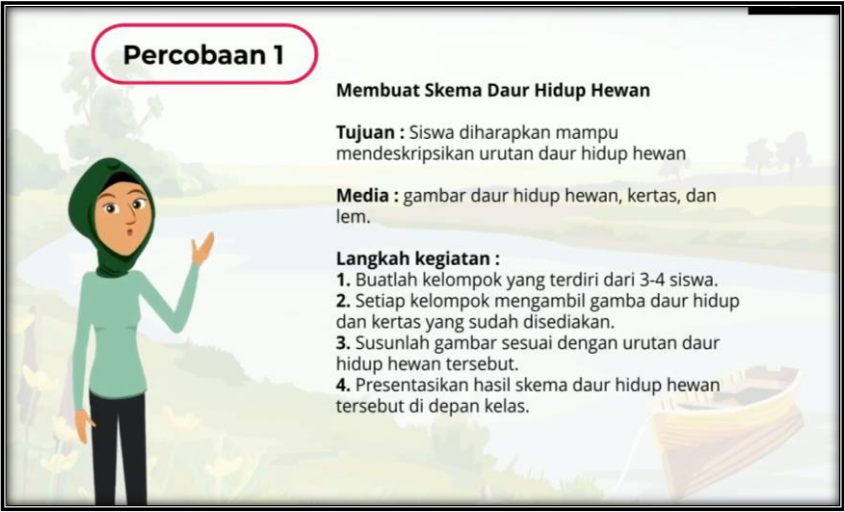 Percobaan 1
Membuat Skema Daur Hidup Hewan
Tujuan : Siswa diharapkan mampu
mendeskripsikan urutan daur hidup hewan
Media : gambar daur hidup hewan, kertas, dan
lem.
Langkah kegiatan :
1. Buatlah kelompok yang terdiri dari 3-4 siswa.
2. Setiap kelompok mengambil gamba daur hidup
dan kertas yang sudah disediakan.
3. Susunlah gambar sesuai dengan urutan daur
hidup hewan tersebut.
4. Presentasikan hasil skema daur hidup hewan
tersebut di depan kelas.